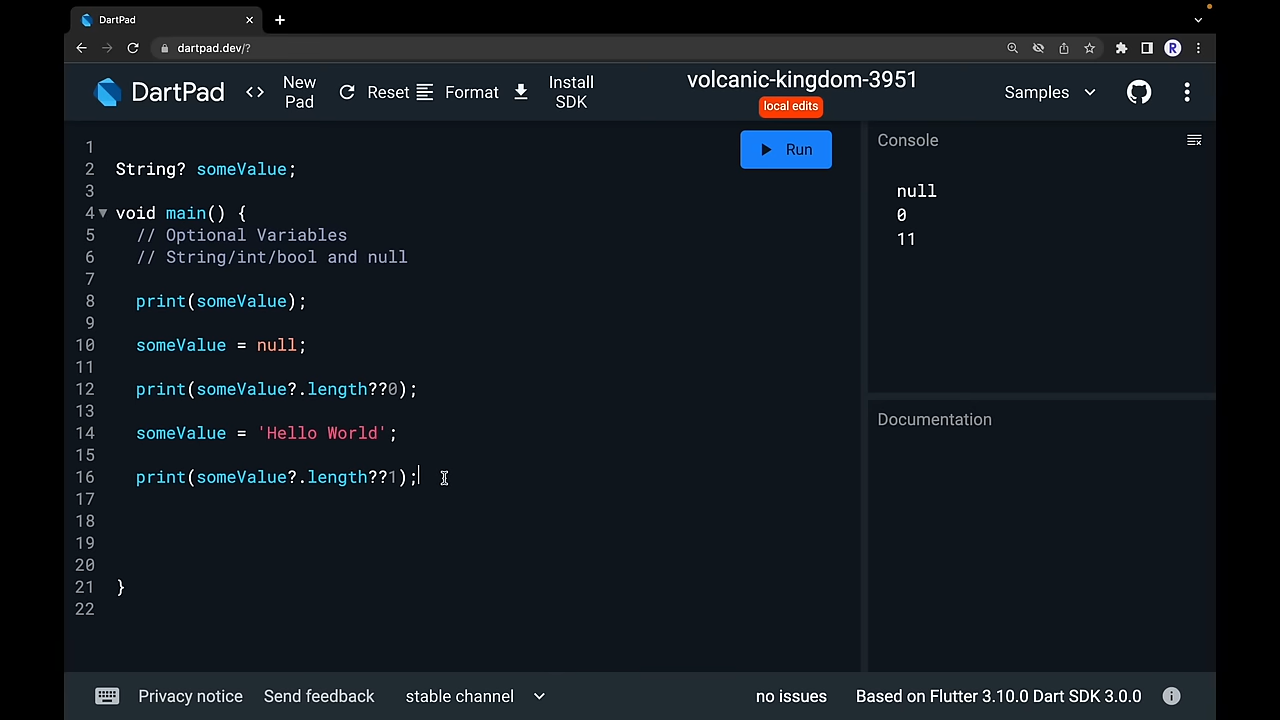 DartPad
dartpad.dev/?
R
DartPad
<>
New Pad
Reset
Format
Install SDK
volcanic-kingdom-3951
local edits
Samples
1
2 String? someValue;
3
4 void main() {
5 // Optional Variables
6 // String/int/bool and null
7
8 print(someValue);
9
10 someValue = null;
11
12 print(someValue?.length??0);
13
14 someValue = 'Hello World';
15
16 print(someValue?.length??1);
17
18
19
20
21 }
22
Run
Console
null
0
11
Documentation
Privacy notice
Send feedback
stable channel
no issues
Based on Flutter 3.10.0 Dart SDK 3.0.0